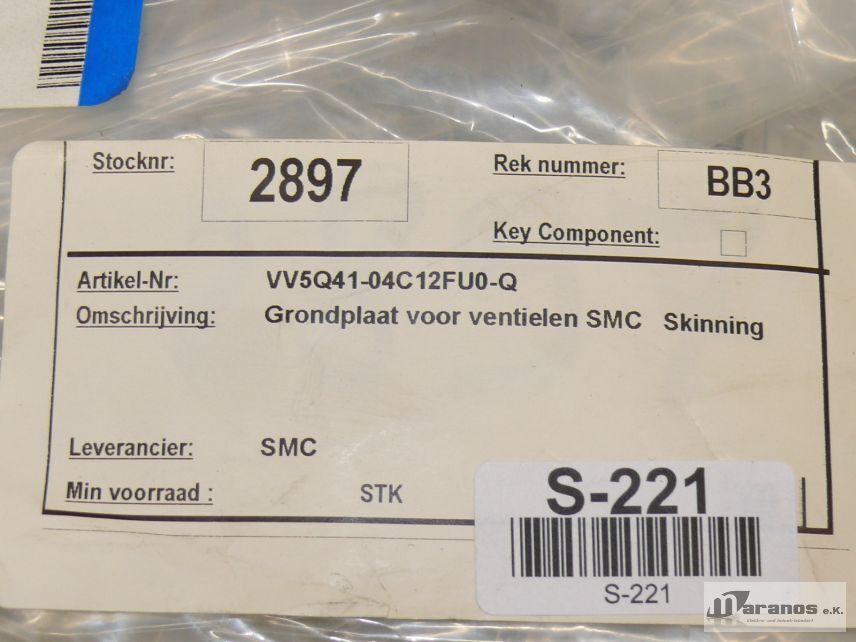 Stocknr: 2897 Rek nummer: BB3
Key Component:
Artikel-Nr: VV5Q41-04C12FU0-Q
Omschrijving: Grondplaat voor ventielen SMC Skinning
Leverancier: SMC
Min voorraad : STK
S-221
S-221
maranos e.K.